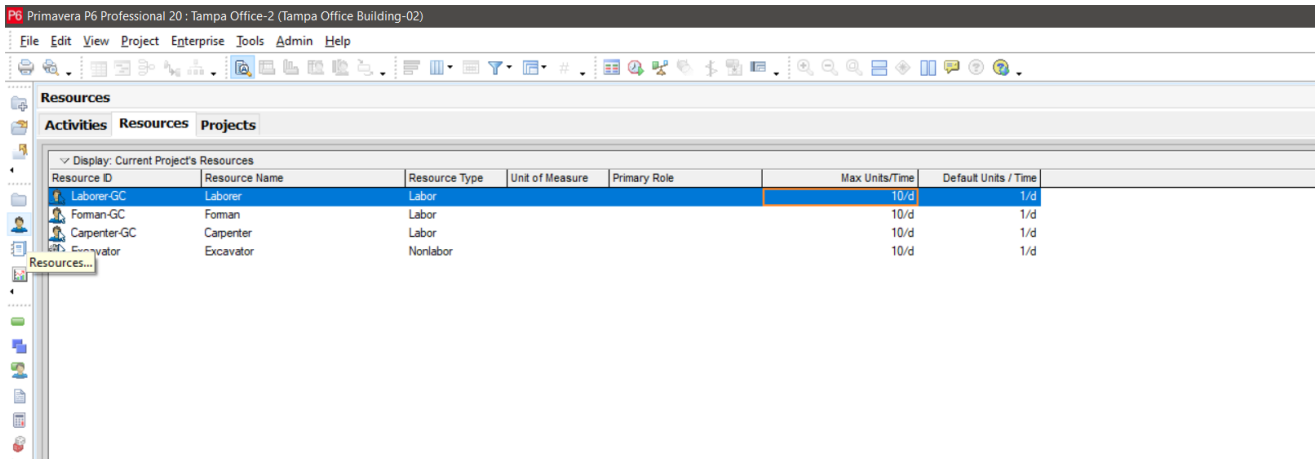 P6 Primavera P6 Professional 20 : Tampa Office-2 (Tampa Office Building-02)
File Edit View Project Enterprise Tools Admin Help
Resources
Activities Resources Projects
Display: Current Project's Resources
Resource ID Resource Name Resource Type Unit of Measure Primary Role Max Units/Time Default Units / Time
Laborer-GC Laborer Labor 10/d 1/d
Forman-GC Forman Labor 10/d 1/d
Carpenter-GC Carpenter Labor 10/d 1/d
Excavator Excavator Nonlabor 10/d 1/d
Resources...